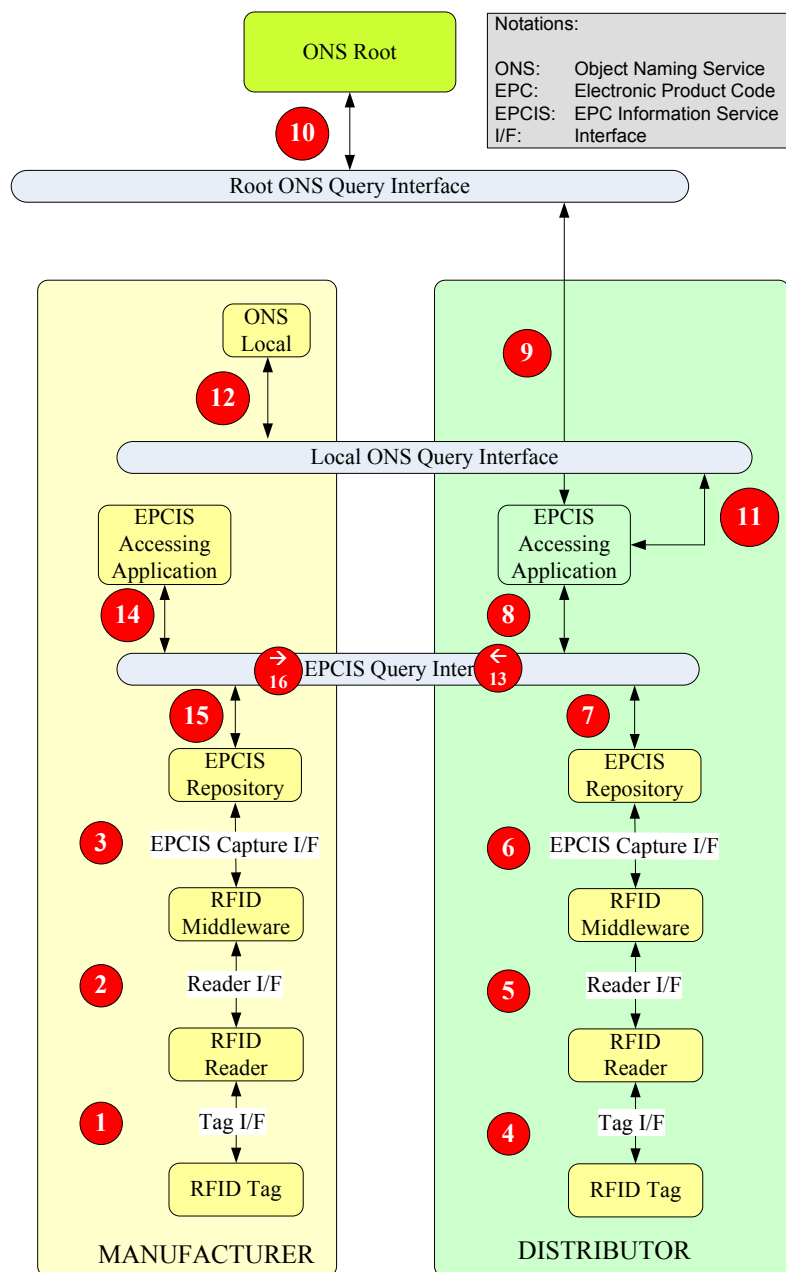 ONS Root
Notations:
ONS: Object Naming Service
EPC: Electronic Product Code
EPCIS: EPC Information Service
I/F: Interface
10
Root ONS Query Interface
ONS
Local
9
12
Local ONS Query Interface
EPCIS
Accessing
Application
EPCIS
Accessing
Application
11
14
8
EPCIS Query Inter
→
16
←
13
15
7
EPCIS
Repository
EPCIS
Repository
3
EPCIS Capture I/F
6
EPCIS Capture I/F
RFID
Middleware
RFID
Middleware
2
Reader I/F
5
Reader I/F
RFID
Reader
RFID
Reader
1
Tag I/F
4
Tag I/F
RFID Tag
RFID Tag
MANUFACTURER
DISTRIBUTOR